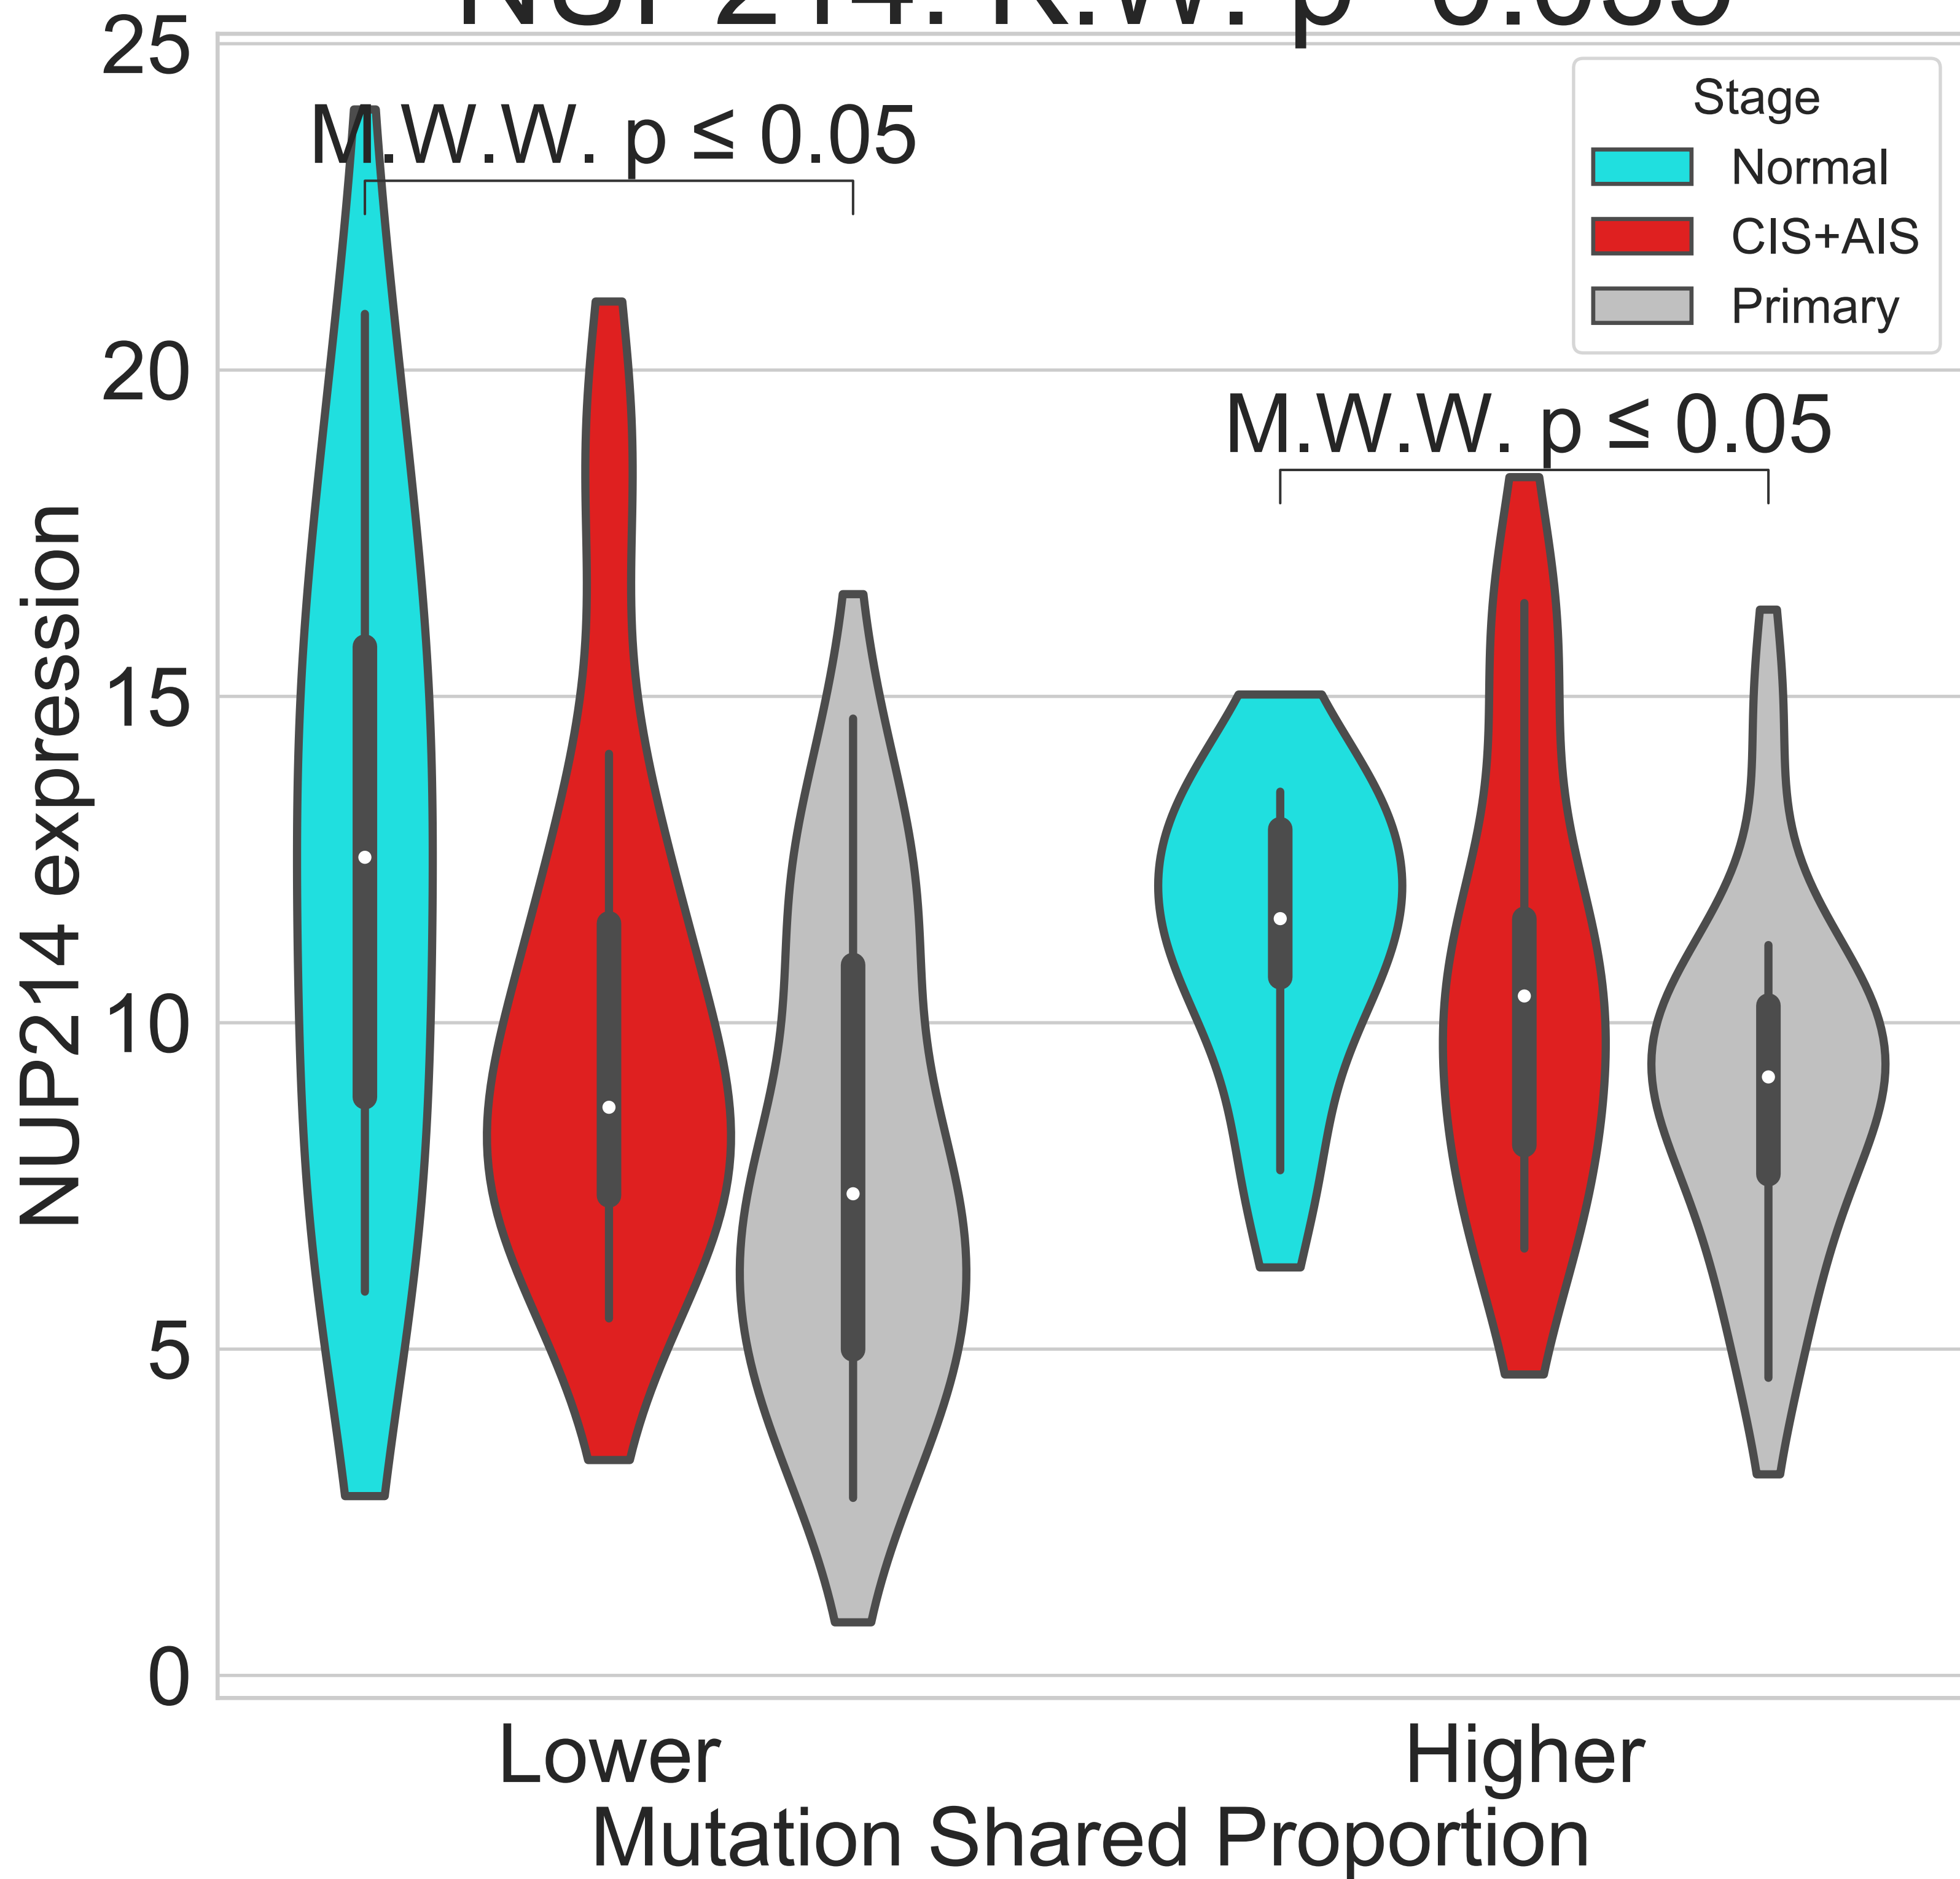 25
M.W.W. p ≤ 0.05
Stage
Normal
CIS+AIS
Primary
20
M.W.W. p ≤ 0.05
15
10
5
0
NUP214 expression
Lower
Higher
Mutation Shared Proportion